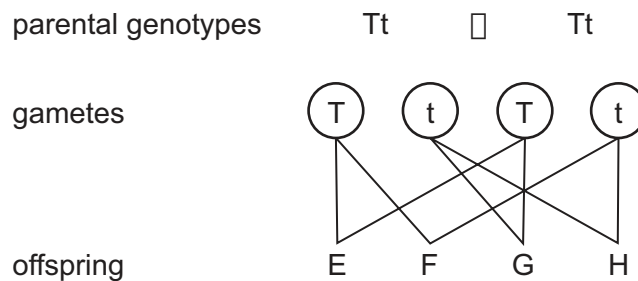 parental genotypes Tt Tt
gametes T t T t
offspring E F G H